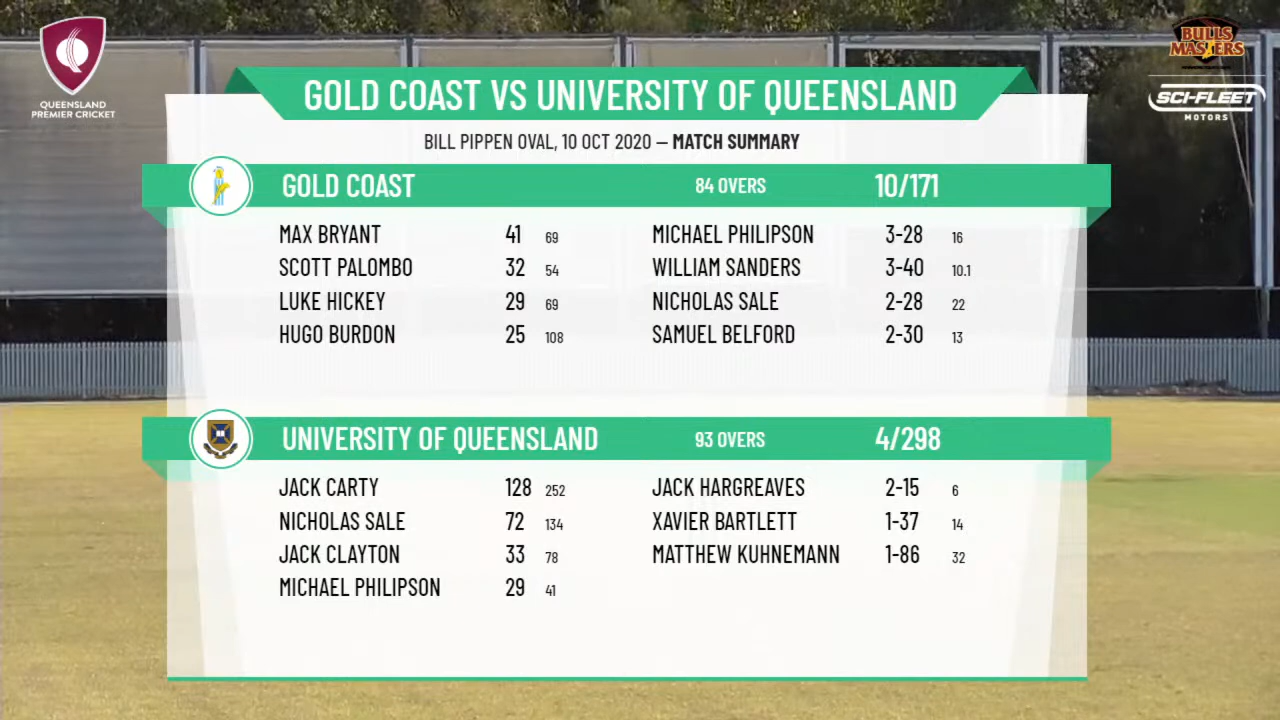 QUEENSLAND
PREMIER CRICKET
BULLS
MASTERS
SCI-FLEET
MOTORS
GOLD COAST VS UNIVERSITY OF QUEENSLAND
BILL PIPPEN OVAL, 10 OCT 2020 – MATCH SUMMARY
GOLD COAST 84 OVERS 10/171
MAX BRYANT 41 69 MICHAEL PHILIPSON 3-28 16
SCOTT PALOMBO 32 54 WILLIAM SANDERS 3-40 10.1
LUKE HICKEY 29 69 NICHOLAS SALE 2-28 22
HUGO BURDON 25 108 SAMUEL BELFORD 2-30 13
UNIVERSITY OF QUEENSLAND 93 OVERS 4/298
JACK CARTY 128 252 JACK HARGREAVES 2-15 6
NICHOLAS SALE 72 134 XAVIER BARTLETT 1-37 14
JACK CLAYTON 33 78 MATTHEW KUHNEMANN 1-86 32
MICHAEL PHILIPSON 29 41